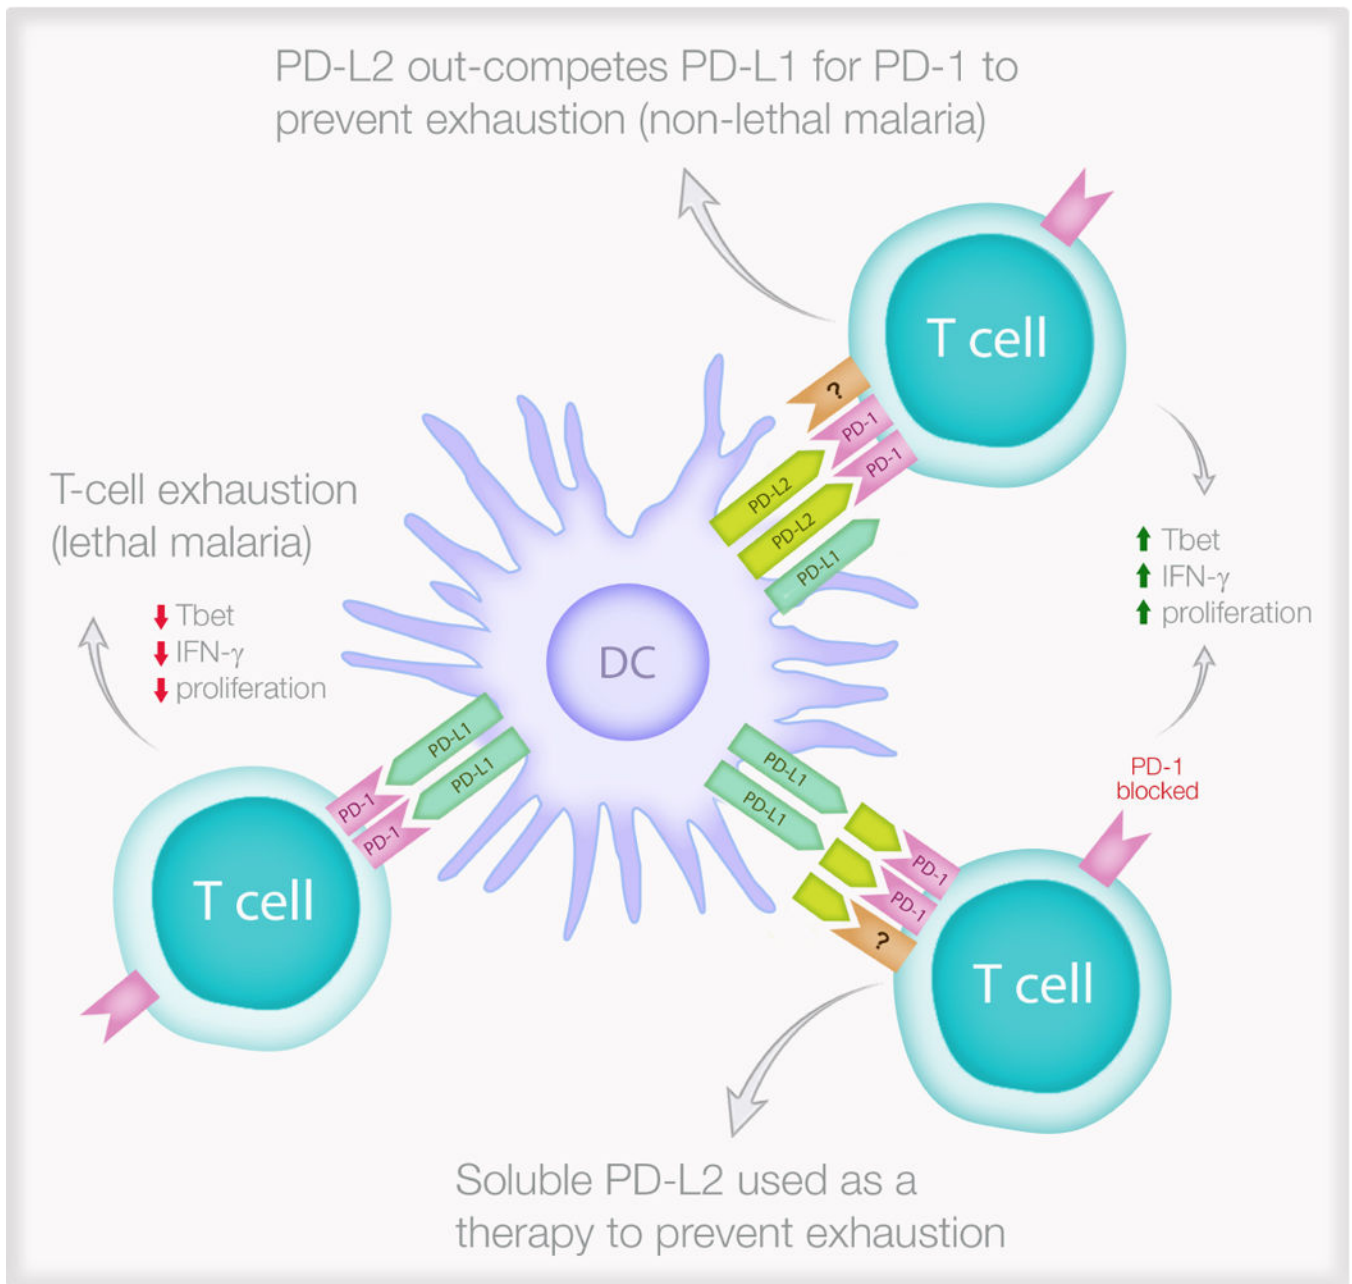 PD-L2 out-competes PD-L1 for PD-1 to
prevent exhaustion (non-lethal malaria)
T cell
?
PD-1
PD-1
PD-L2
PD-L2
PD-L1
T-cell exhaustion
(lethal malaria)
Tbet
IFN-γ
proliferation
Tbet
IFN-γ
proliferation
DC
PD-L1
PD-L1
PD-1
PD-1
T cell
PD-L1
PD-L1
PD-1
blocked
PD-1
PD-1
?
T cell
Soluble PD-L2 used as a
therapy to prevent exhaustion